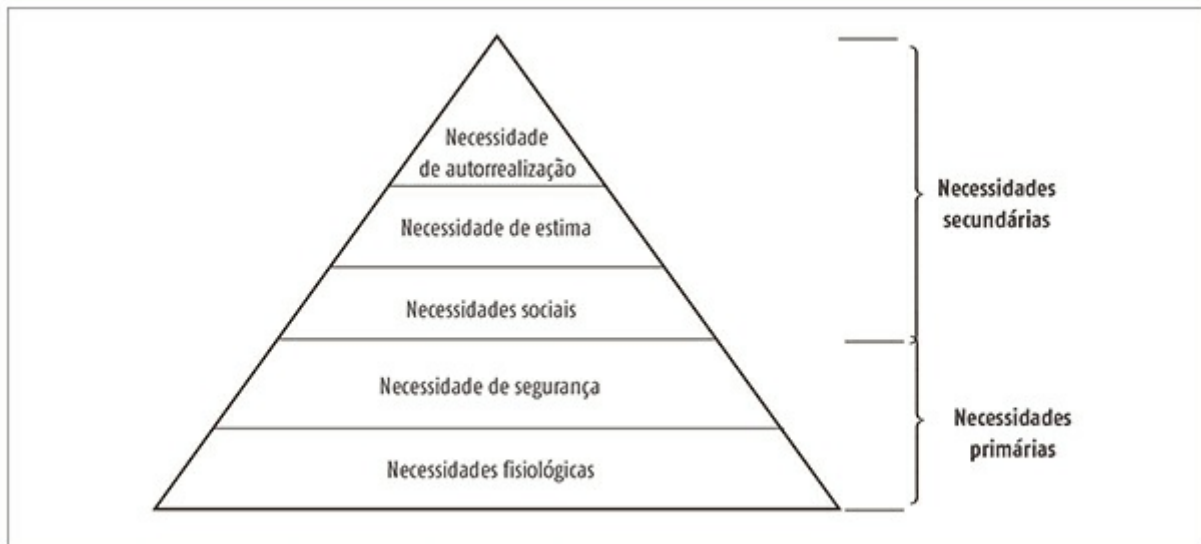 Necessidade
de autorrealização
Necessidade de estima
Necessidades sociais
Necessidade de segurança
Necessidades fisiológicas
Necessidades
secundárias
Necessidades
primárias